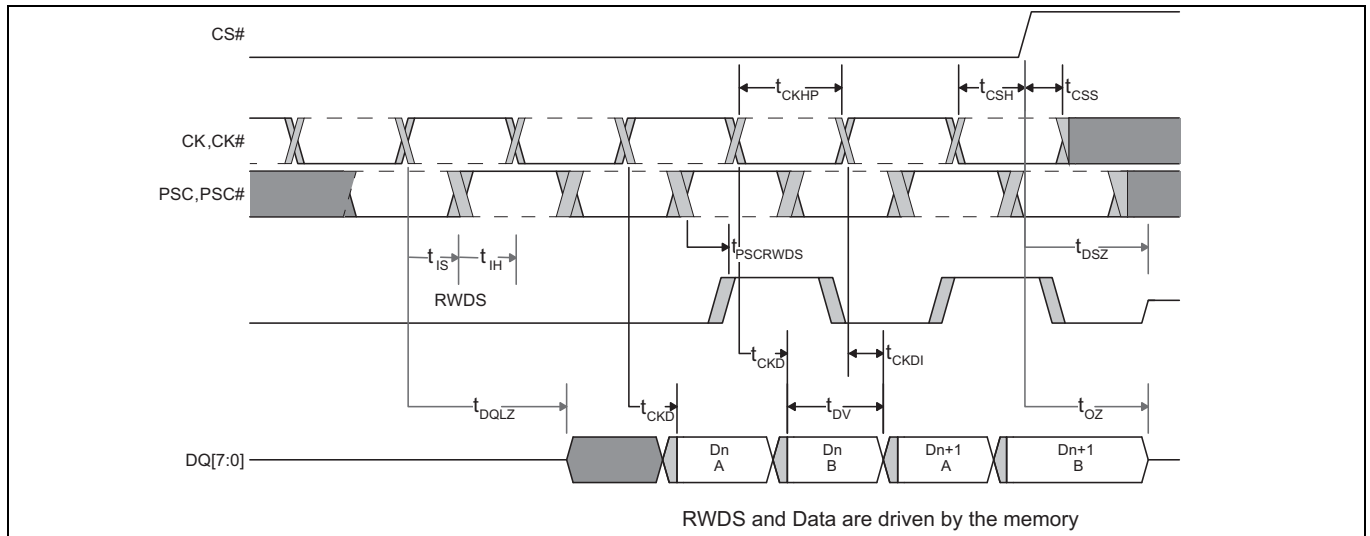 CS#
tCKHP
tCSH
tCSS
CK,CK#
PSC,PSC#
tIS
tIH
tPSCRWDS
tDSZ
RWDS
tCKD
tCKDI
tDQLZ
tCKD
tDV
tOZ
DQ[7:0]
Dn
A
Dn
B
Dn+1
A
Dn+1
B
RWDS and Data are driven by the memory